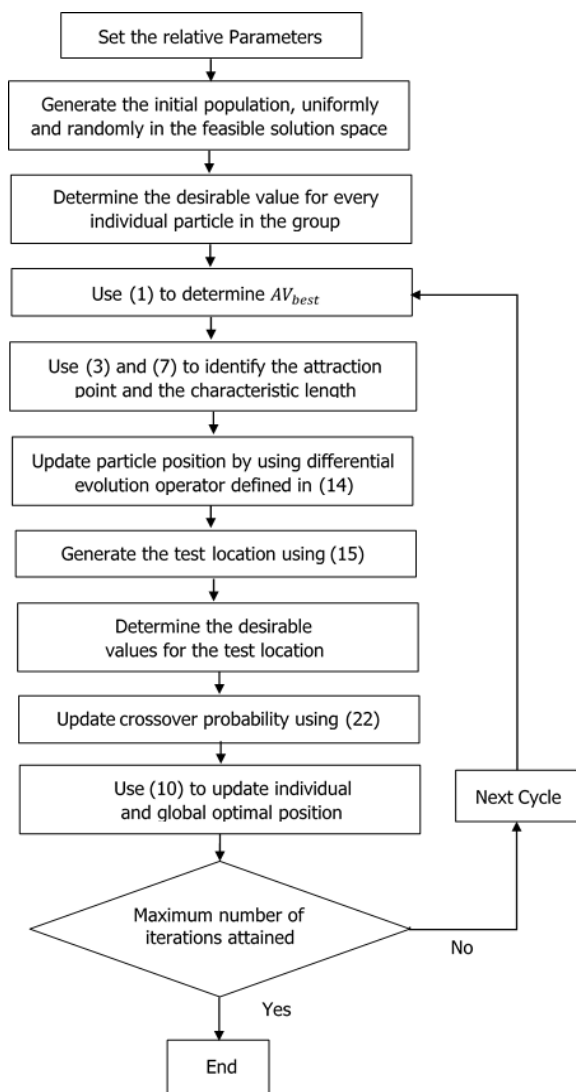 Set the relative Parameters
Generate the initial population, uniformly
and randomly in the feasible solution space
Determine the desirable value for every
individual particle in the group
Use (1) to determine AV_best
Use (3) and (7) to identify the attraction
point and the characteristic length
Update particle position by using differential
evolution operator defined in (14)
Generate the test location using (15)
Determine the desirable
values for the test location
Update crossover probability using (22)
Use (10) to update individual
and global optimal position
Next Cycle
Maximum number of
iterations attained
No
Yes
End